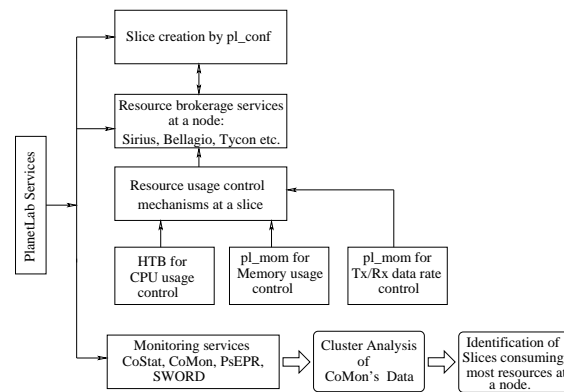 Slice creation by pl_conf
Resource brokerage services
at a node:
Sirius, Bellagio, Tycon etc.
PlanetLab Services
Resource usage control
mechanisms at a slice
HTB for
CPU usage
control
pl_mom for
Memory usage
control
pl_mom for
Tx/Rx data rate
control
Monitoring services
CoStat, CoMon, PsEPR,
SWORD
Cluster Analysis
of
CoMon's Data
Identification of
Slices consuming
most resources at
a node.